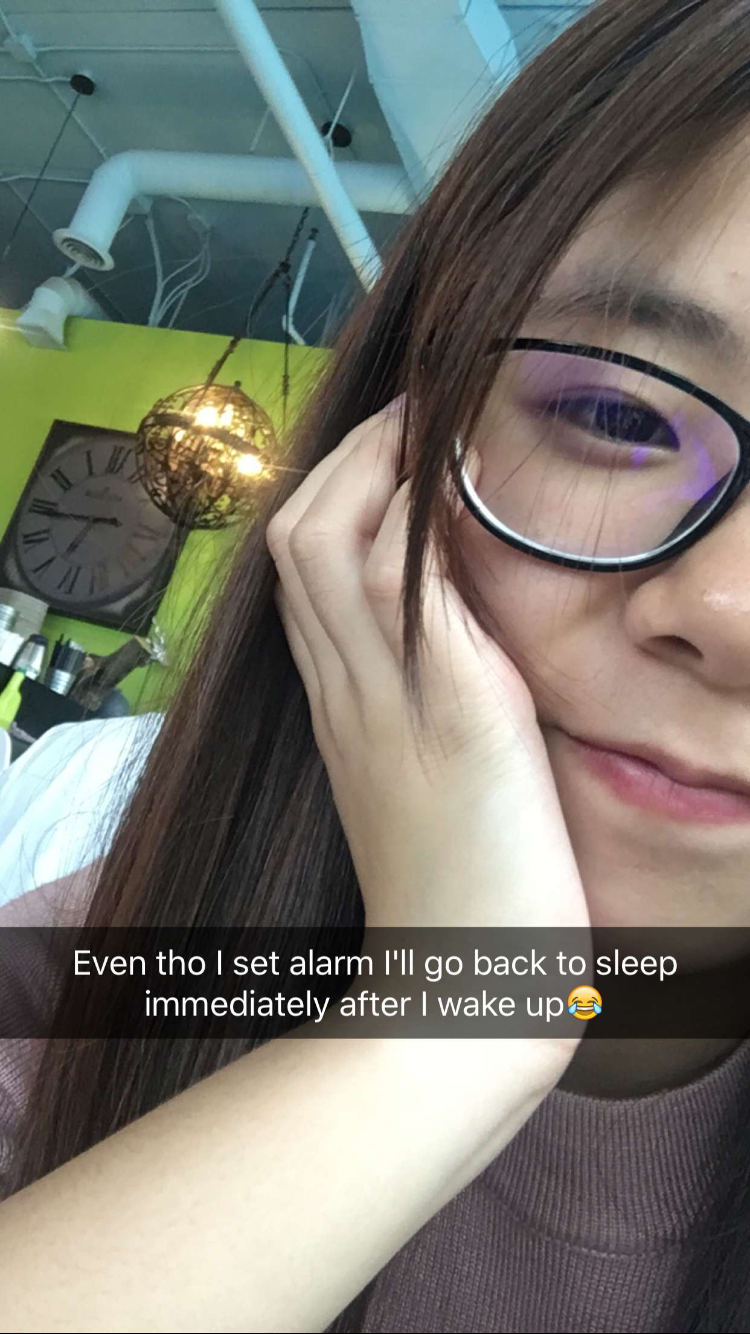 Even tho I set alarm I'll go back to sleep
immediately after I wake up😂